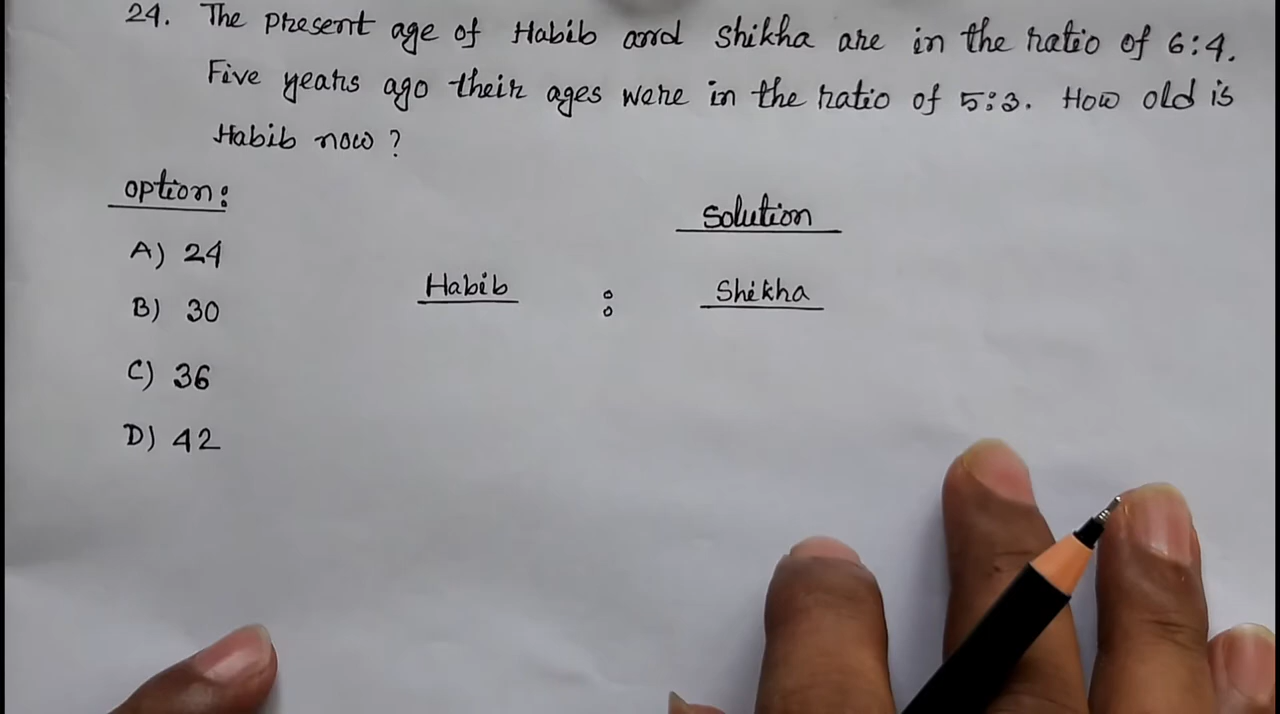 24. The present age of Habib and Shikha are in the ratio of 6:4.
Five years ago their ages were in the ratio of 5:3. How old is
Habib now?
option:
Solution
A) 24
Habib : Shikha
B) 30
C) 36
D) 42